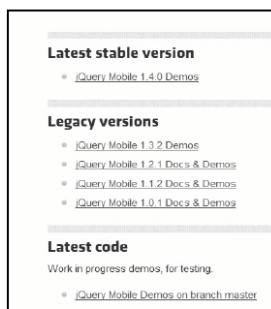 Latest stable version
jQuery Mobile 1.4.0 Demos
Legacy versions
jQuery Mobile 1.3.2 Demos
jQuery Mobile 1.2.1 Docs & Demos
jQuery Mobile 1.1.2 Docs & Demos
jQuery Mobile 1.0.1 Docs & Demos
Latest code
Work in progress demos, for testing.
jQuery Mobile Demos on branch master